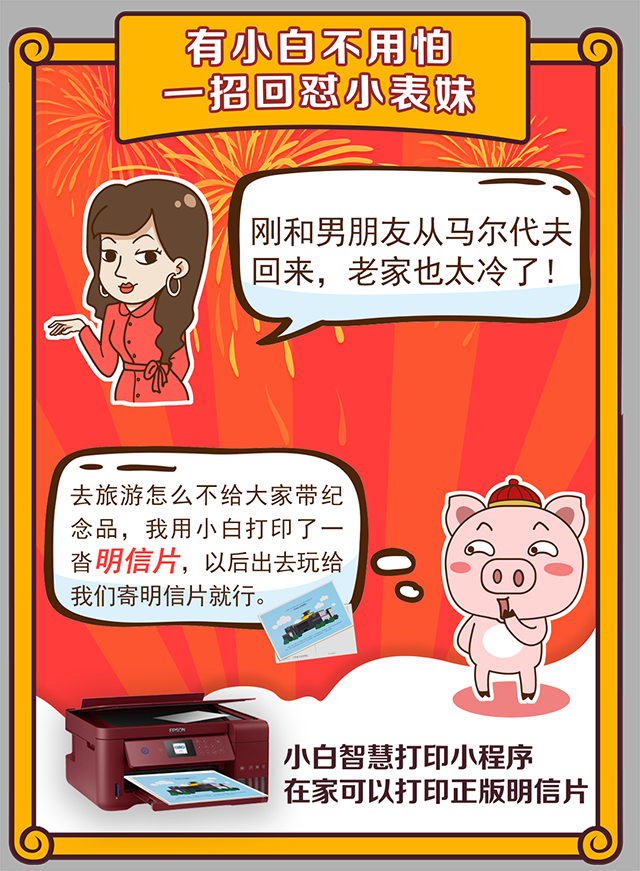 有小白不用怕
一招回怼小表妹
刚和男朋友从马尔代夫
回来，老家也太冷了！
去旅游怎么不给大家带纪
念品，我用小白打印了一
沓明信片，以后出去玩给
我们寄明信片就行。
EPSON
小白智慧打印小程序
在家可以打印正版明信片